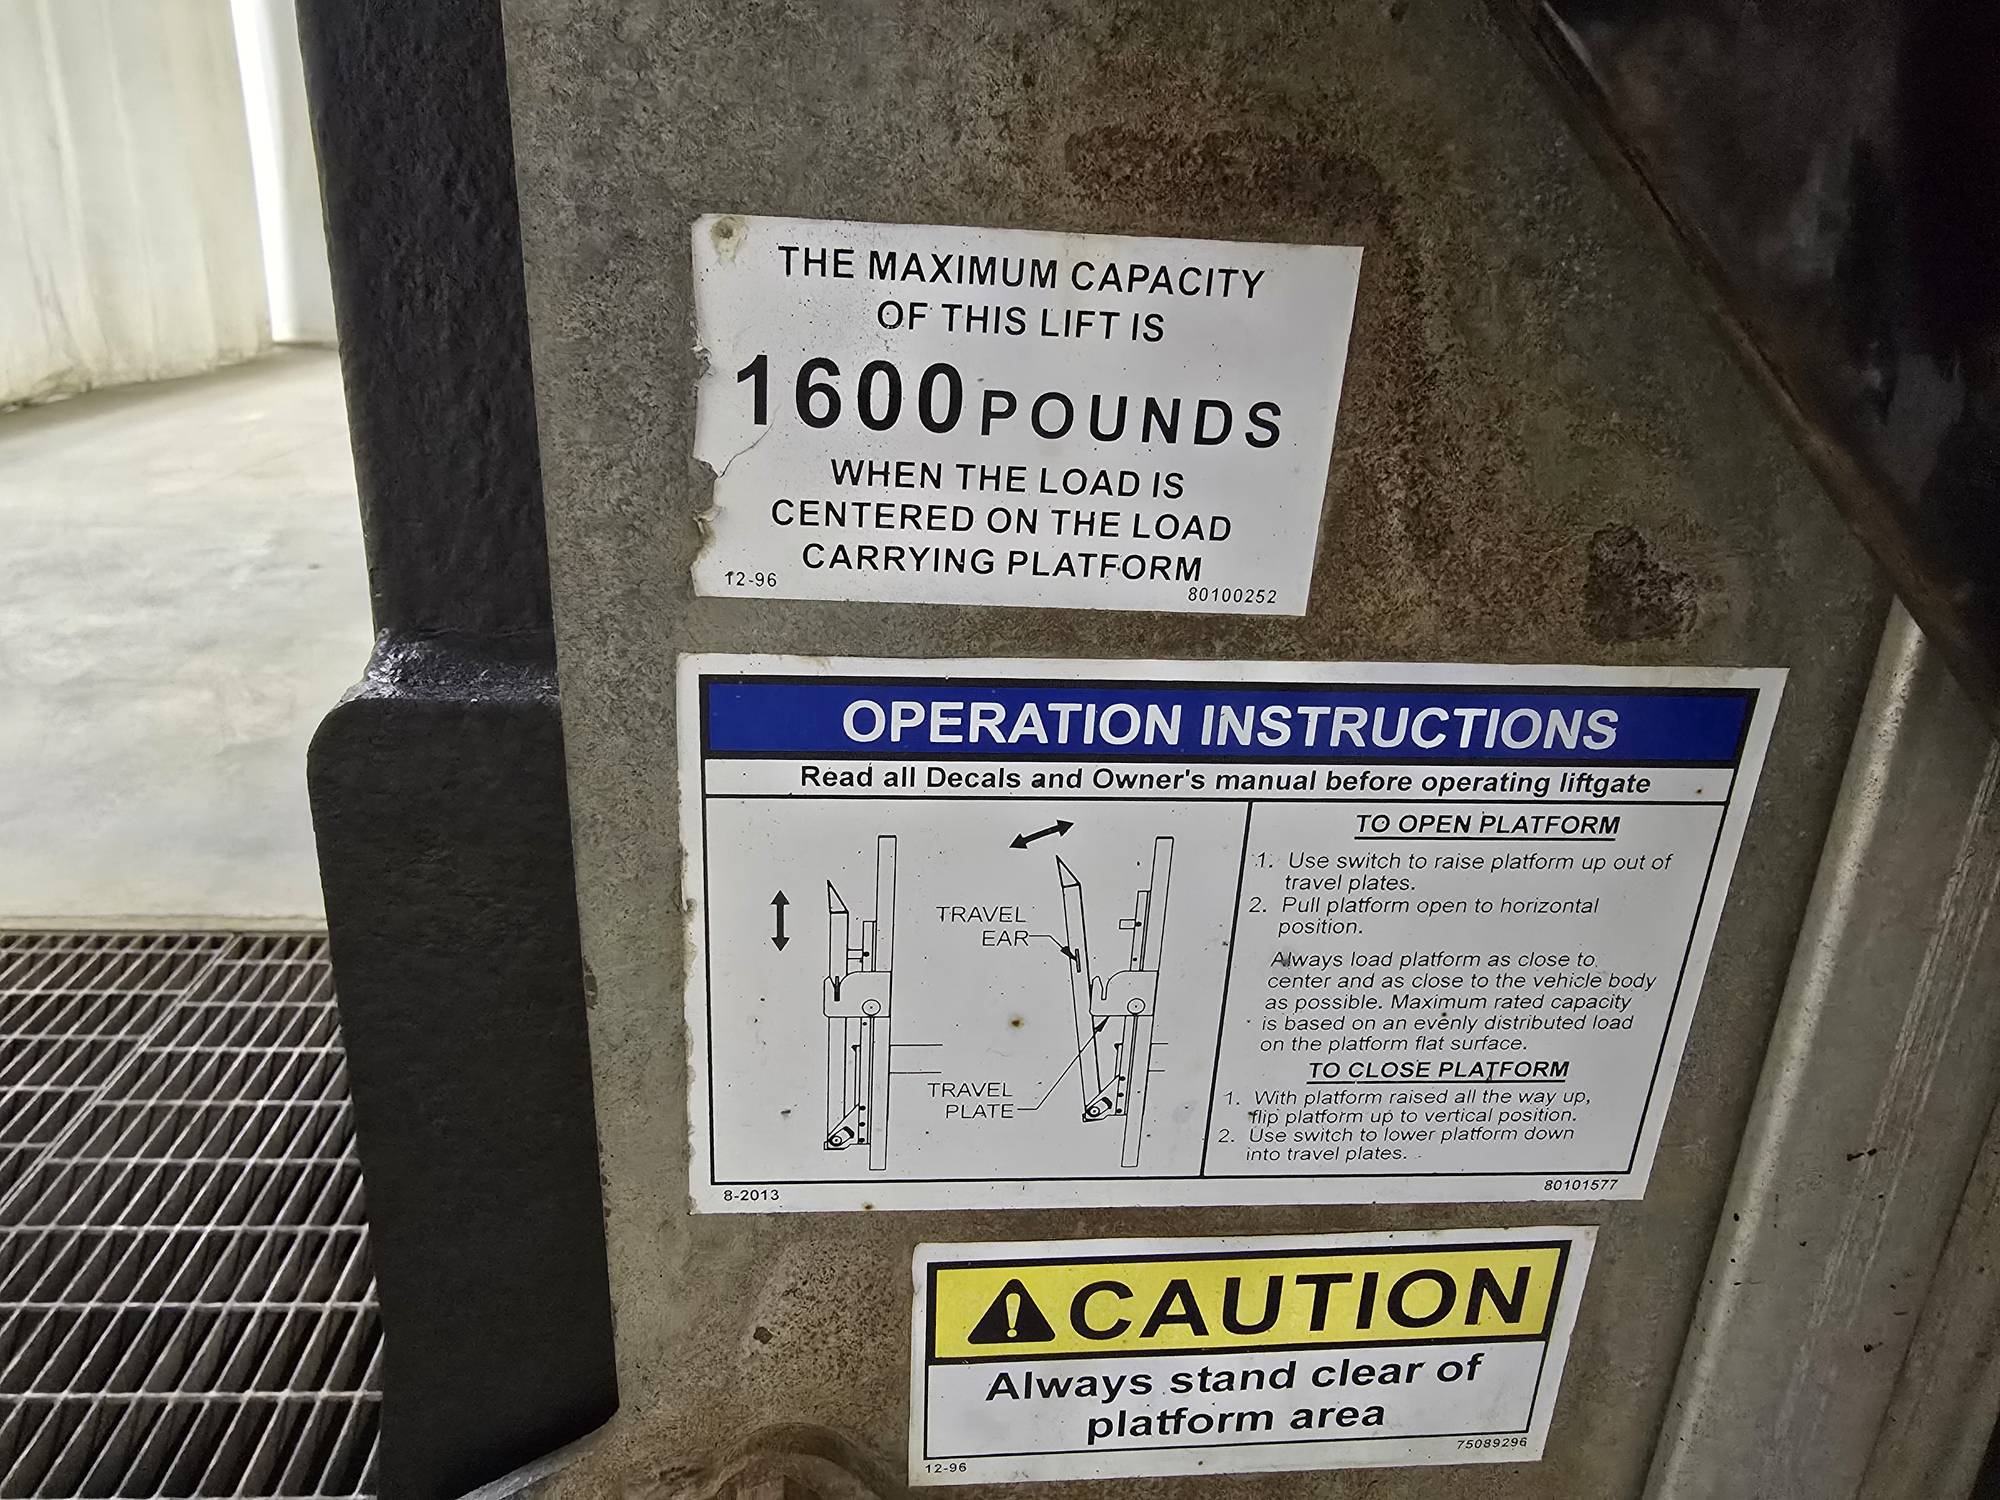 THE MAXIMUM CAPACITY
OF THIS LIFT IS
1600 POUNDS
WHEN THE LOAD IS
CENTERED ON THE LOAD
CARRYING PLATFORM
12-96
80100252
OPERATION INSTRUCTIONS
Read all Decals and Owner's manual before operating liftgate
TRAVEL
EAR
TRAVEL
PLATE
TO OPEN PLATFORM
1. Use switch to raise platform up out of
travel plates.
2. Pull platform open to horizontal
position.
Always load platform as close to
center and as close to the vehicle body
as possible. Maximum rated capacity
is based on an evenly distributed load
on the platform flat surface.
TO CLOSE PLATFORM
1. With platform raised all the way up,
flip platform up to vertical position.
2. Use switch to lower platform down
into travel plates.
8-2013
80101577
CAUTION
Always stand clear of
platform area
12-96
75089296